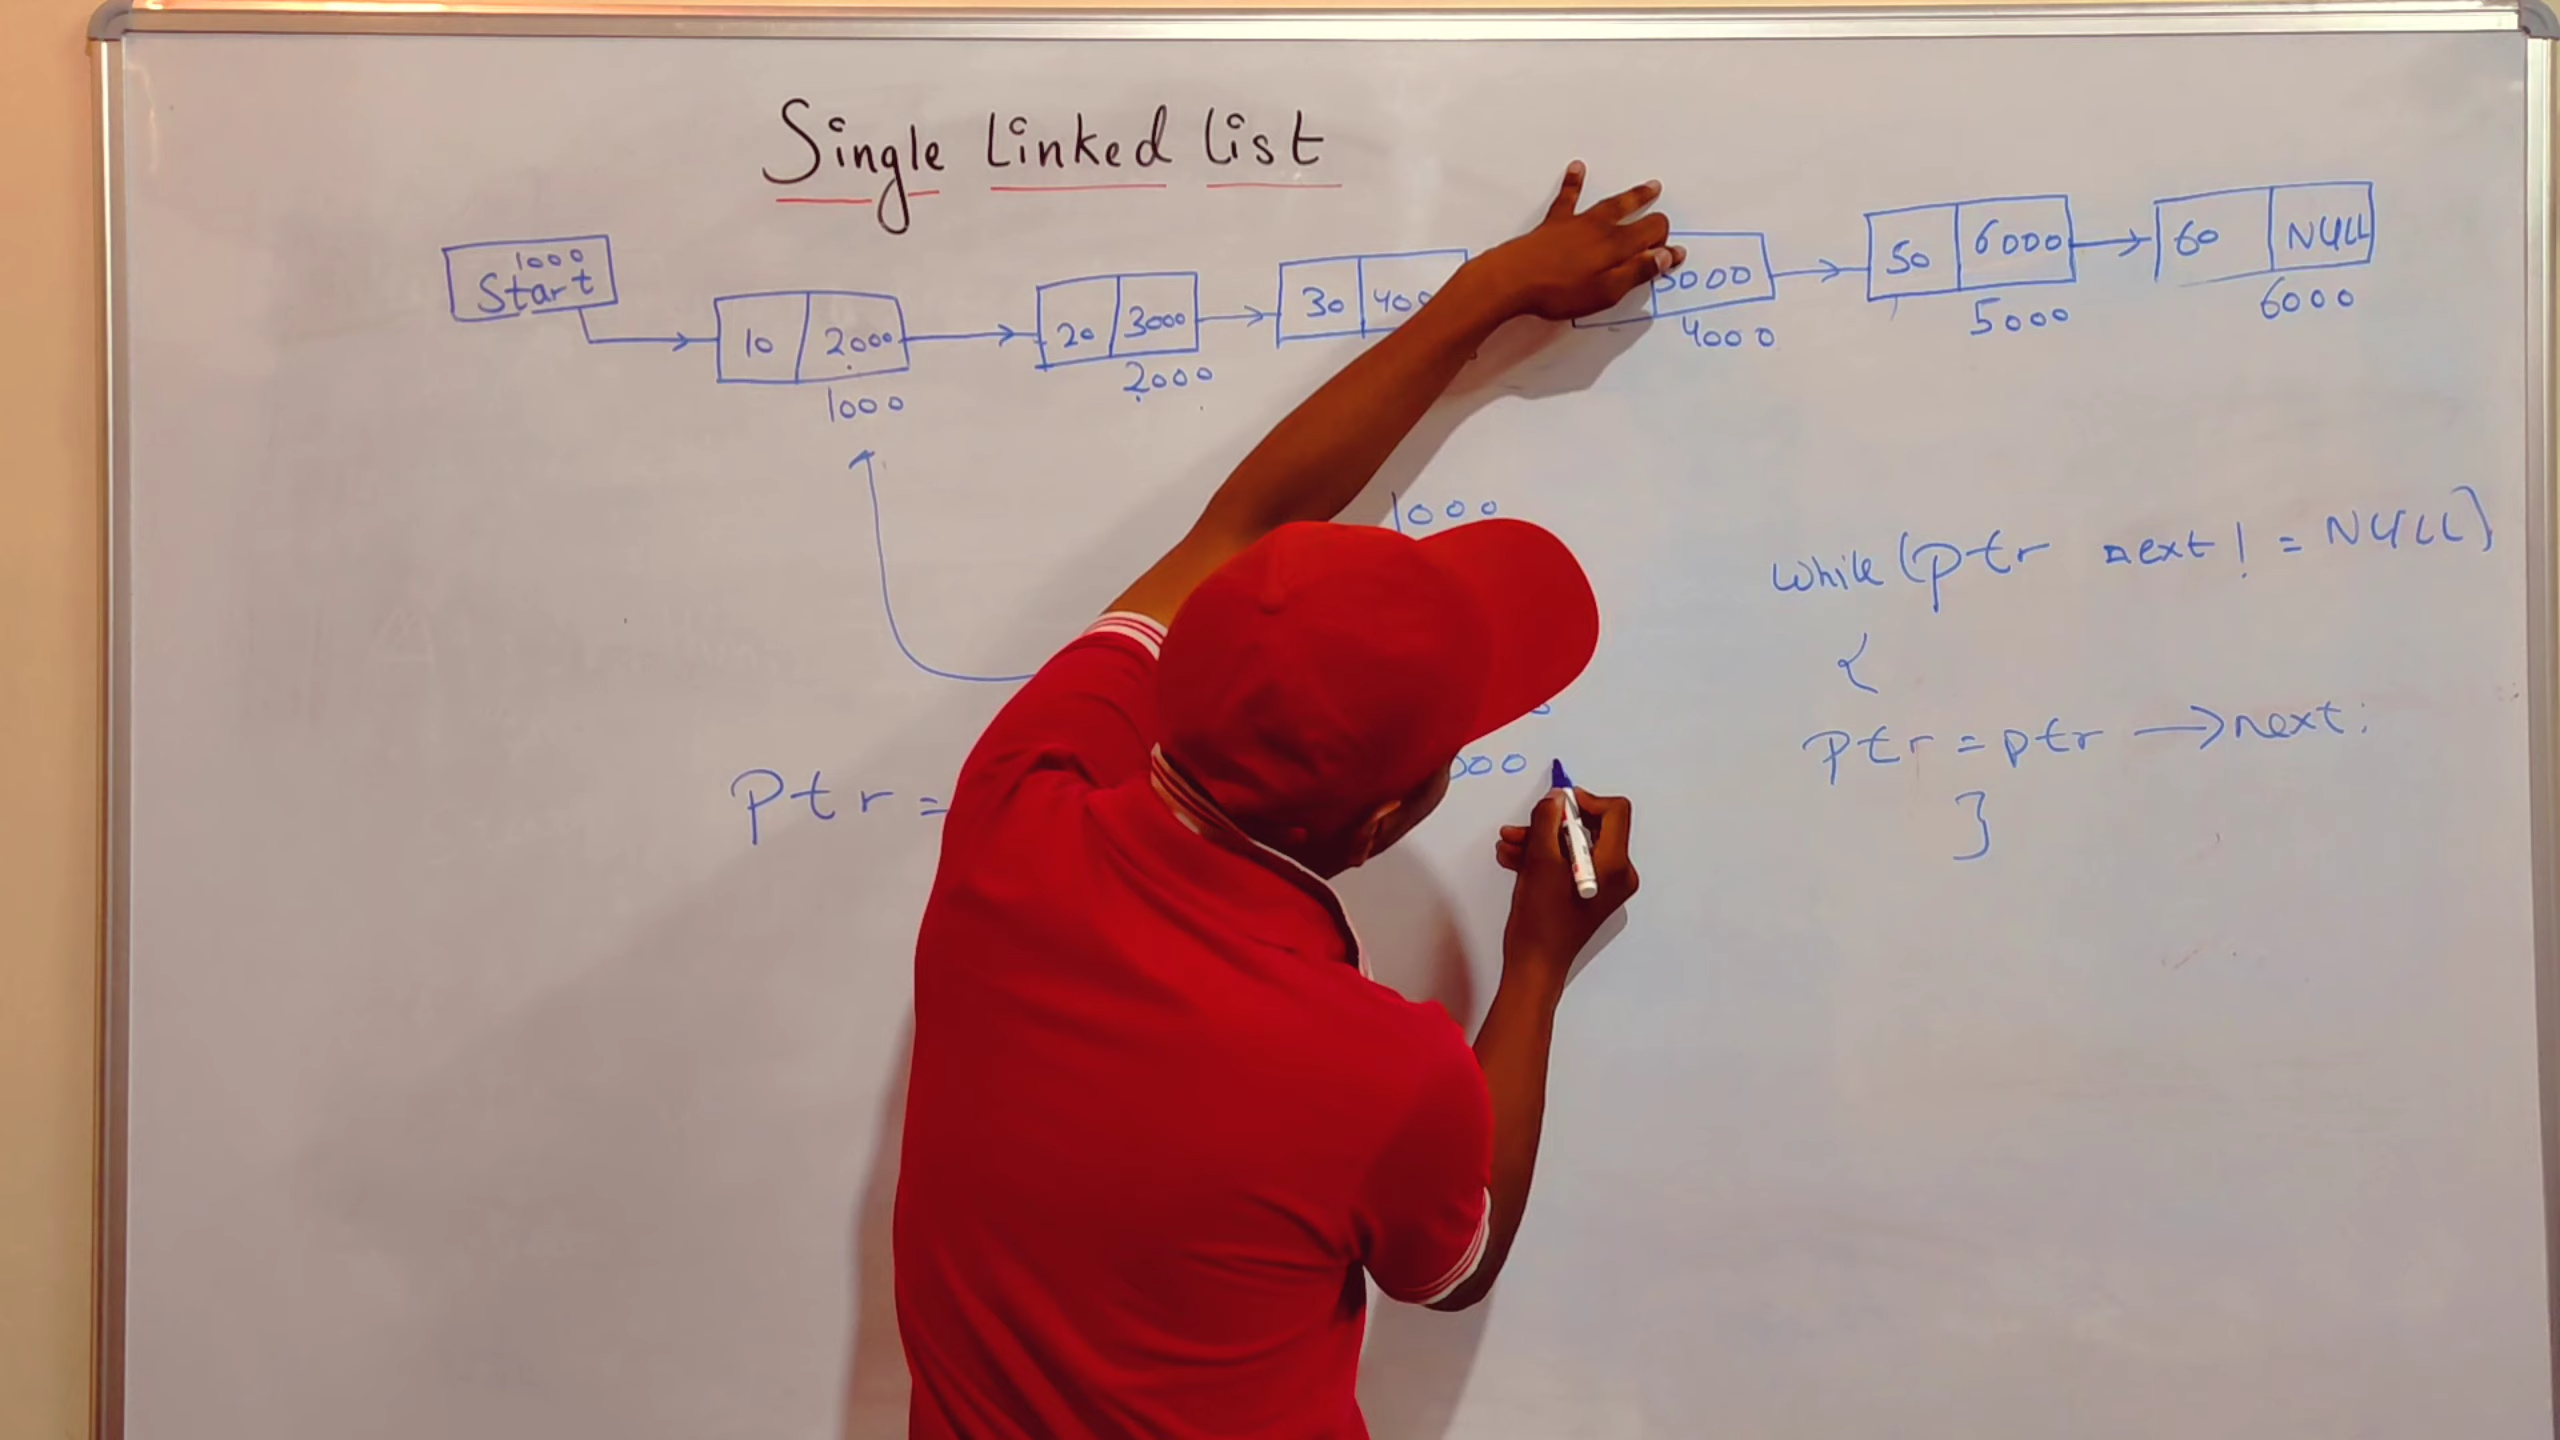 Single Linked List
1000
Start
10 2000
1000
20 3000
2000
30
5000
4000
50 6000
5000
60 NULL
6000
1000
Ptr =
while (ptr next! = NULL)
{
ptr = ptr → next;
}